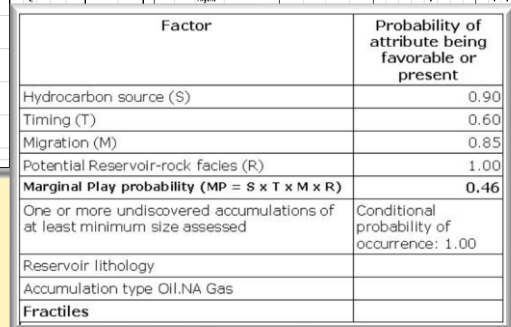 Factor
Probability of
attribute being
favorable or
present
Hydrocarbon source (S) 0.90
Timing (T) 0.60
Migration (M) 0.85
Potential Reservoir-rock facies (R) 1.00
Marginal Play probability (MP = S x T x M x R) 0.46
One or more undiscovered accumulations of
at least minimum size assessed
Conditional
probability of
occurrence: 1.00
Reservoir lithology
Accumulation type Oil.NA Gas
Fractiles